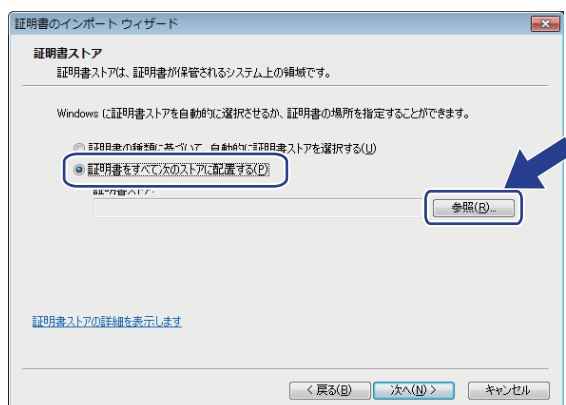 証明書のインポート ウィザード
証明書ストア
証明書ストアは、証明書が保管されるシステム上の領域です。
Windows に証明書ストアを自動的に選択させるか、証明書の場所を指定することができます。
証明書の種類に基づいて、自動的に証明書ストアを選択する(U)
証明書をすべて次のストアに配置する(P)
証明書ストア:
参照(R)...
証明書ストアの詳細を表示します
< 戻る(B)
次へ(N) >
キャンセル